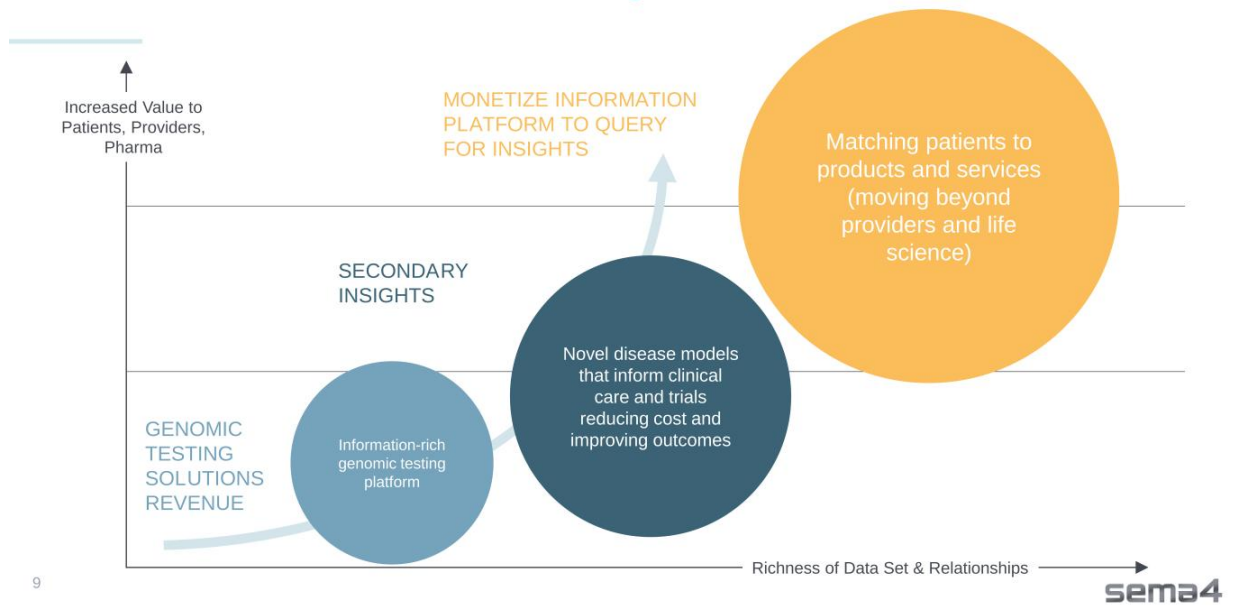 Increased Value to
Patients, Providers,
Pharma
MONETIZE INFORMATION
PLATFORM TO QUERY
FOR INSIGHTS
Matching patients to
products and services
(moving beyond
providers and life
science)
SECONDARY
INSIGHTS
Novel disease models
that inform clinical
care and trials
reducing cost and
improving outcomes
GENOMIC
TESTING
SOLUTIONS
REVENUE
Information-rich
genomic testing
platform
Richness of Data Set & Relationships
9
sema4